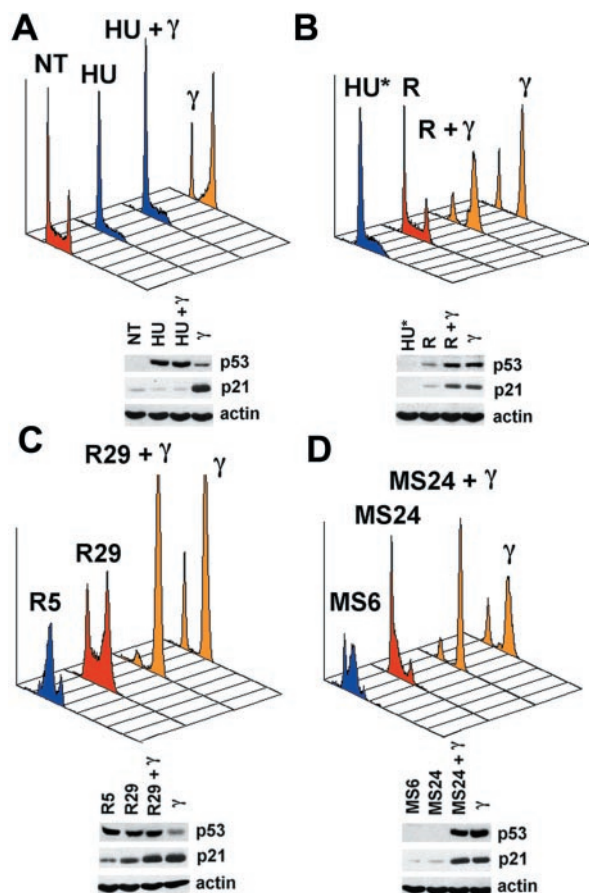 A
NT
HU
HU + γ
γ
NT
HU
HU + γ
γ
p53
p21
actin
B
HU*
R
R + γ
γ
HU*
R
R + γ
γ
p53
p21
actin
C
R5
R29
R29 + γ
γ
R5
R29
R29 + γ
γ
p53
p21
actin
D
MS6
MS24
MS24 + γ
γ
MS6
MS24
MS24 + γ
γ
p53
p21
actin